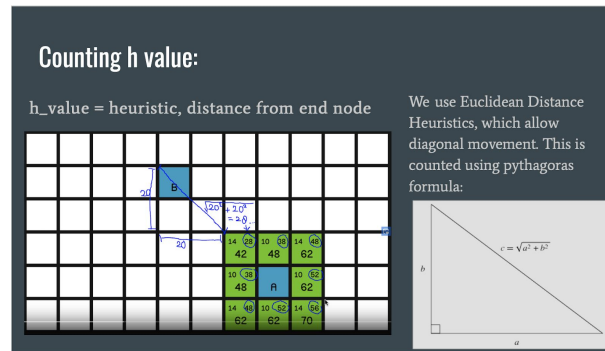 Counting h value:
h_value = heuristic, distance from end node
We use Euclidean Distance
Heuristics, which allow
diagonal movement. This is
counted using pythagoras
formula:
B
20
√20² + 20²
= 28...
20
14 28 10 38 14 48
42 48 62
10 38 10 52
48 A 62
14 48 10 52 14 56
62 62 70
c = √a² + b²
b
a